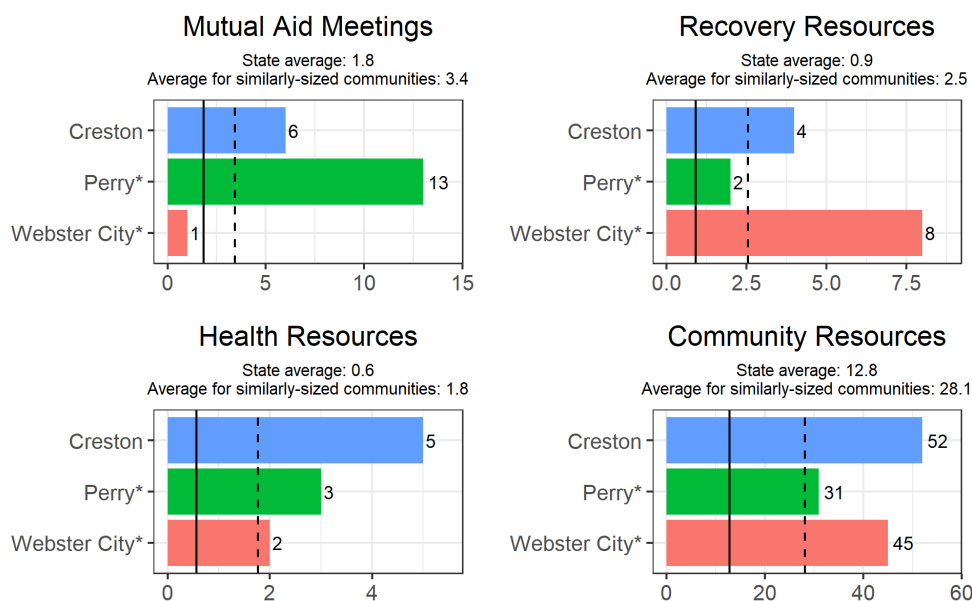 Mutual Aid Meetings
State average: 1.8
Average for similarly-sized communities: 3.4
Creston
6
Perry*
13
Webster City*
1
0 5 10 15
Recovery Resources
State average: 0.9
Average for similarly-sized communities: 2.5
Creston
4
Perry*
2
Webster City*
8
0.0 2.5 5.0 7.5
Health Resources
State average: 0.6
Average for similarly-sized communities: 1.8
Creston
5
Perry*
3
Webster City*
2
0 2 4
Community Resources
State average: 12.8
Average for similarly-sized communities: 28.1
Creston
52
Perry*
31
Webster City*
45
0 20 40 60